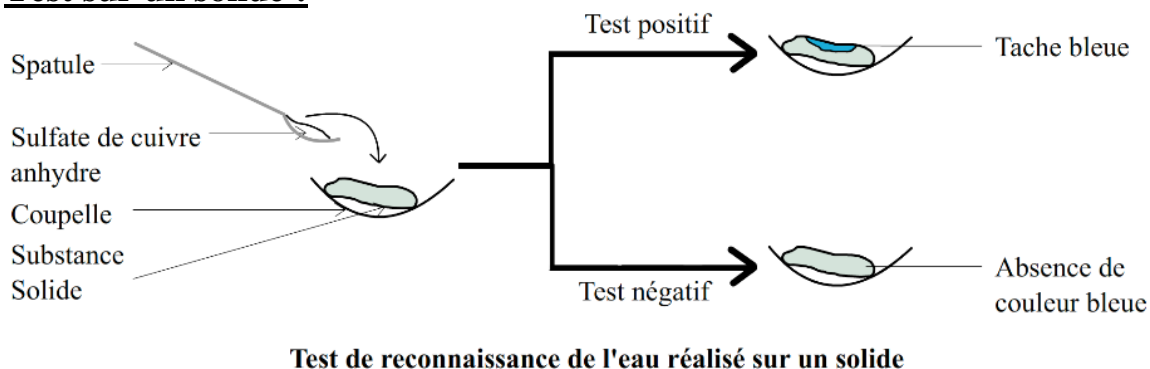 Test sur un solide :
Test positif
Spatule
Tache bleue
Sulfate de cuivre
anhydre
Coupelle
Substance
Solide
Test négatif
Absence de
couleur bleue
Test de reconnaissance de l'eau réalisé sur un solide